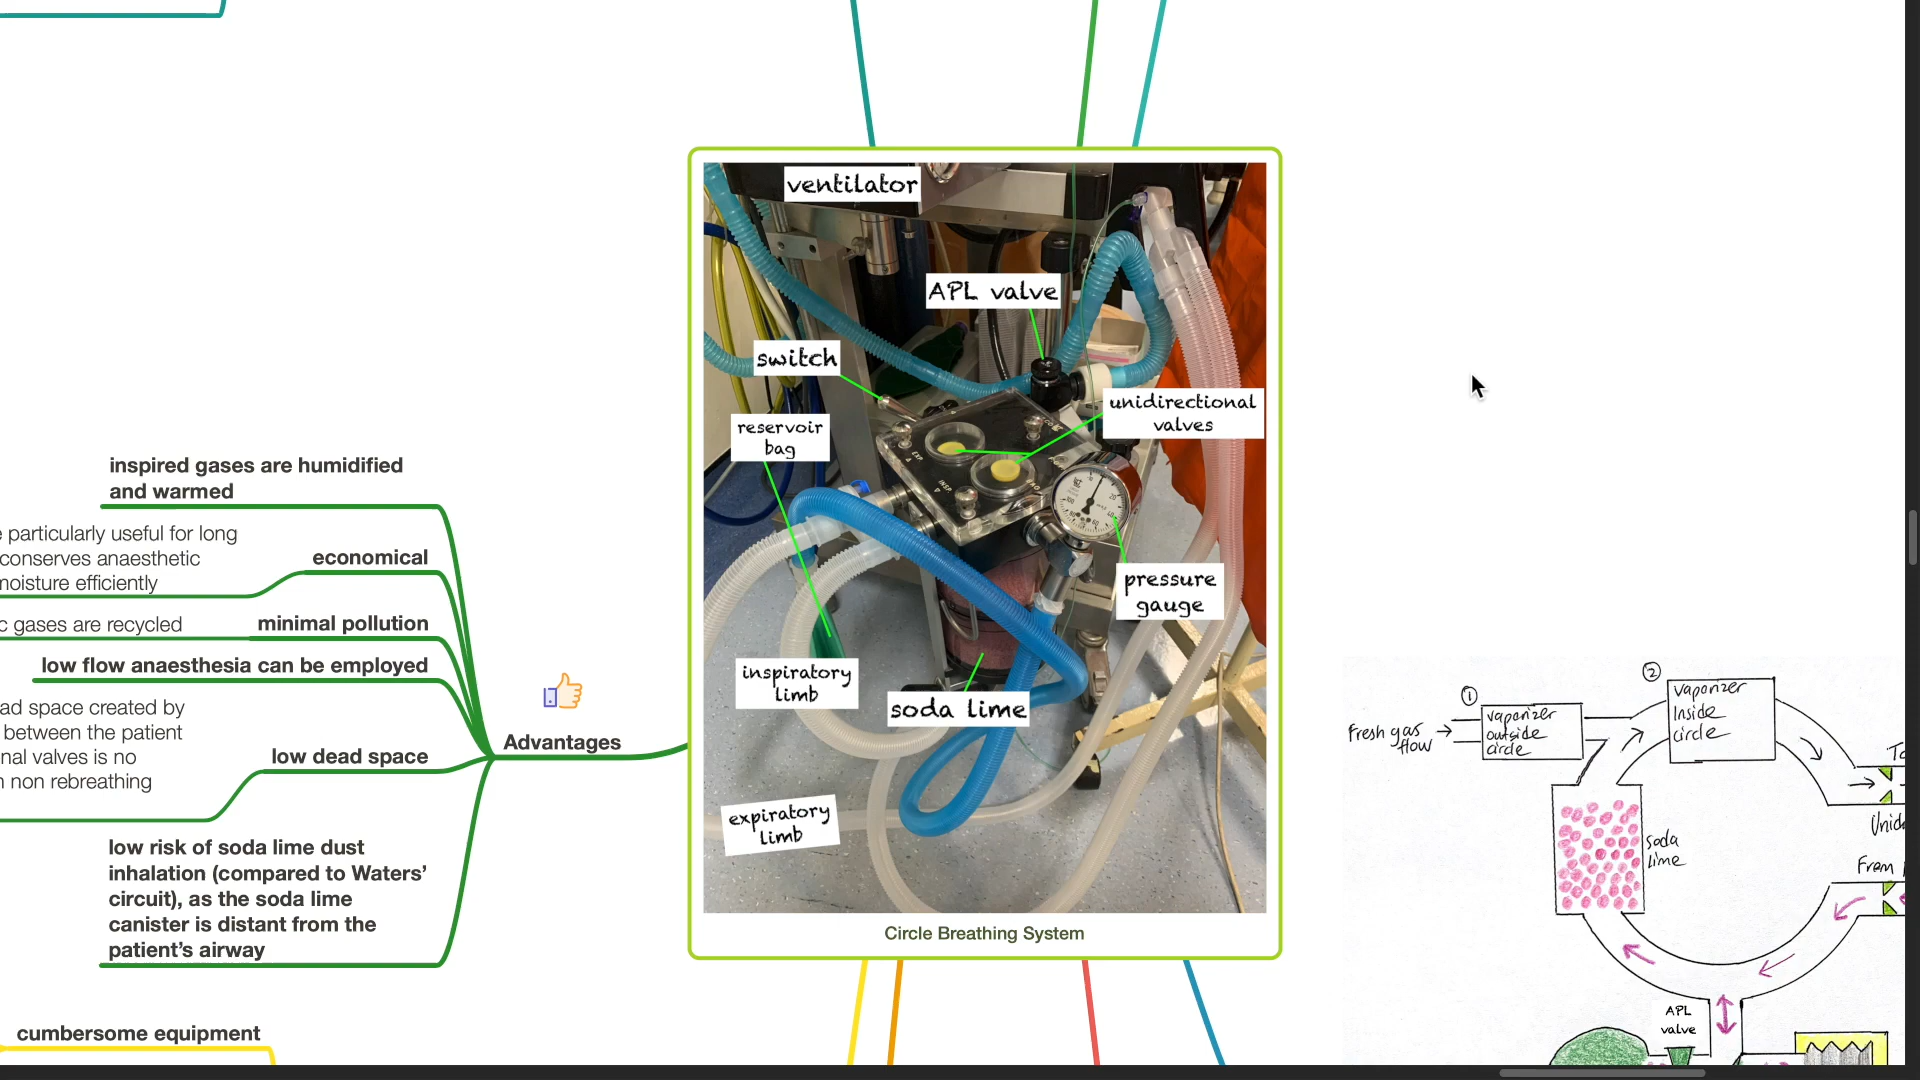 ventilator
APL valve
switch
unidirectional
valves
reservoir
bag
EXP
INSP
pressure
gauge
inspiratory
limb
soda lime
expiratory
limb
Circle Breathing System
Advantages
inspired gases are humidified
and warmed
particularly useful for long
conserves anaesthetic
moisture efficiently
economical
gases are recycled
minimal pollution
low flow anaesthesia can be employed
space created by
between the patient
valves is no
non rebreathing
low dead space
low risk of soda lime dust
inhalation (compared to Waters’
circuit), as the soda lime
canister is distant from the
patient’s airway
cumbersome equipment
1
2
Fresh gas
flow
vaporizer
outside
circle
vaporizer
Inside
circle
soda
lime
From
APL
valve